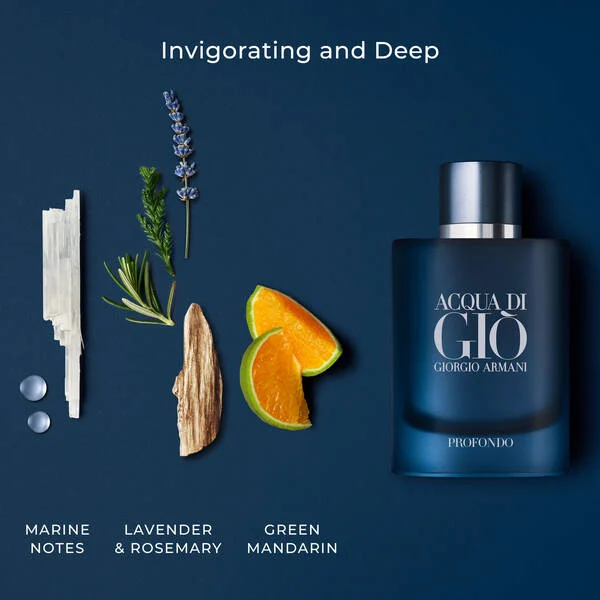 Invigorating and Deep
ACQUA DI
GIÒ
GIORGIO ARMANI
PROFONDO
MARINE
NOTES
LAVENDER
& ROSEMARY
GREEN
MANDARIN